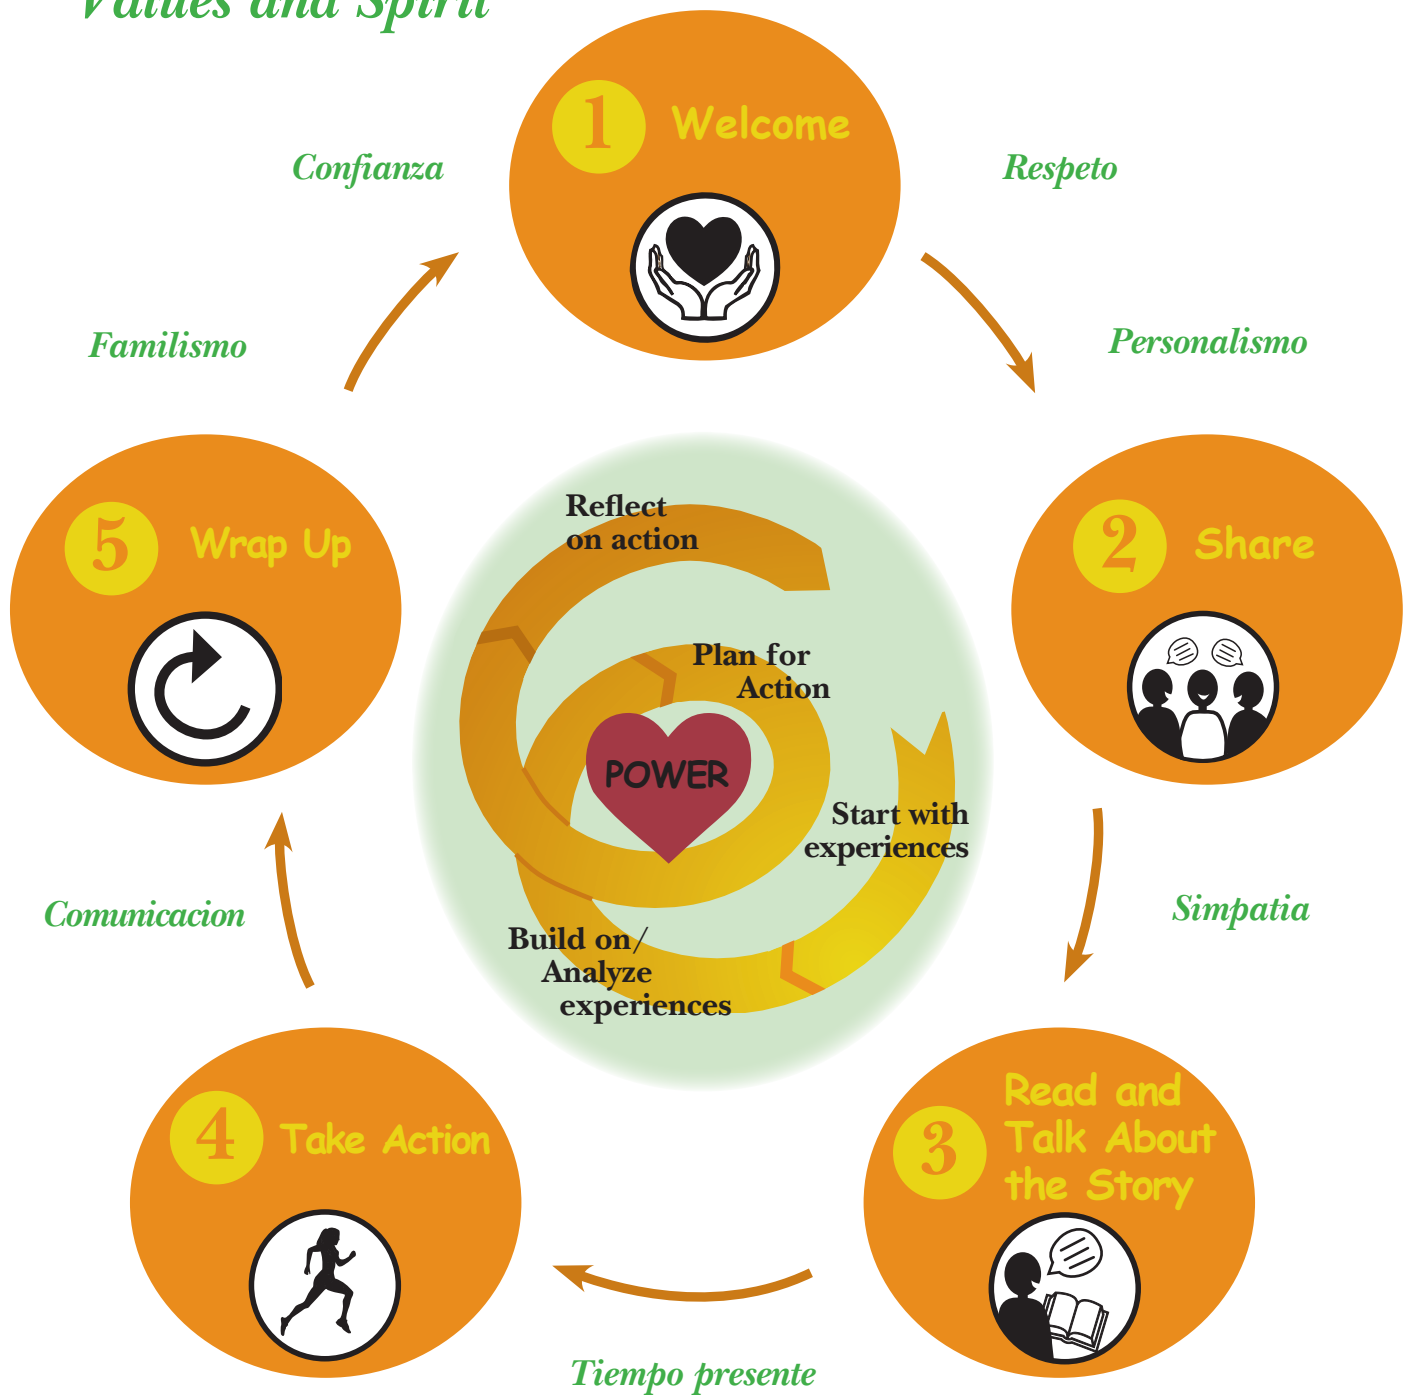 Values and Spirit
1 Welcome
Confianza
Respeto
Familismo
Personalismo
5 Wrap Up
2 Share
Reflect
on action
Plan for
Action
POWER
Start with
experiences
Build on/
Analyze
experiences
Comunicacion
Simpatia
4 Take Action
3
Read and
Talk About
the Story
Tiempo presente